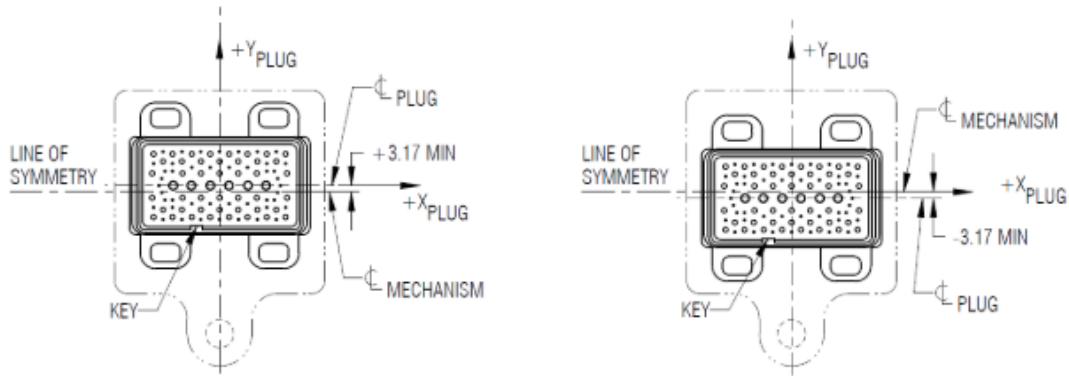 +Y PLUG
℄ PLUG
LINE OF
SYMMETRY
+3.17 MIN
+X PLUG
℄ MECHANISM
KEY
+Y PLUG
℄ MECHANISM
LINE OF
SYMMETRY
+X PLUG
-3.17 MIN
℄ PLUG
KEY